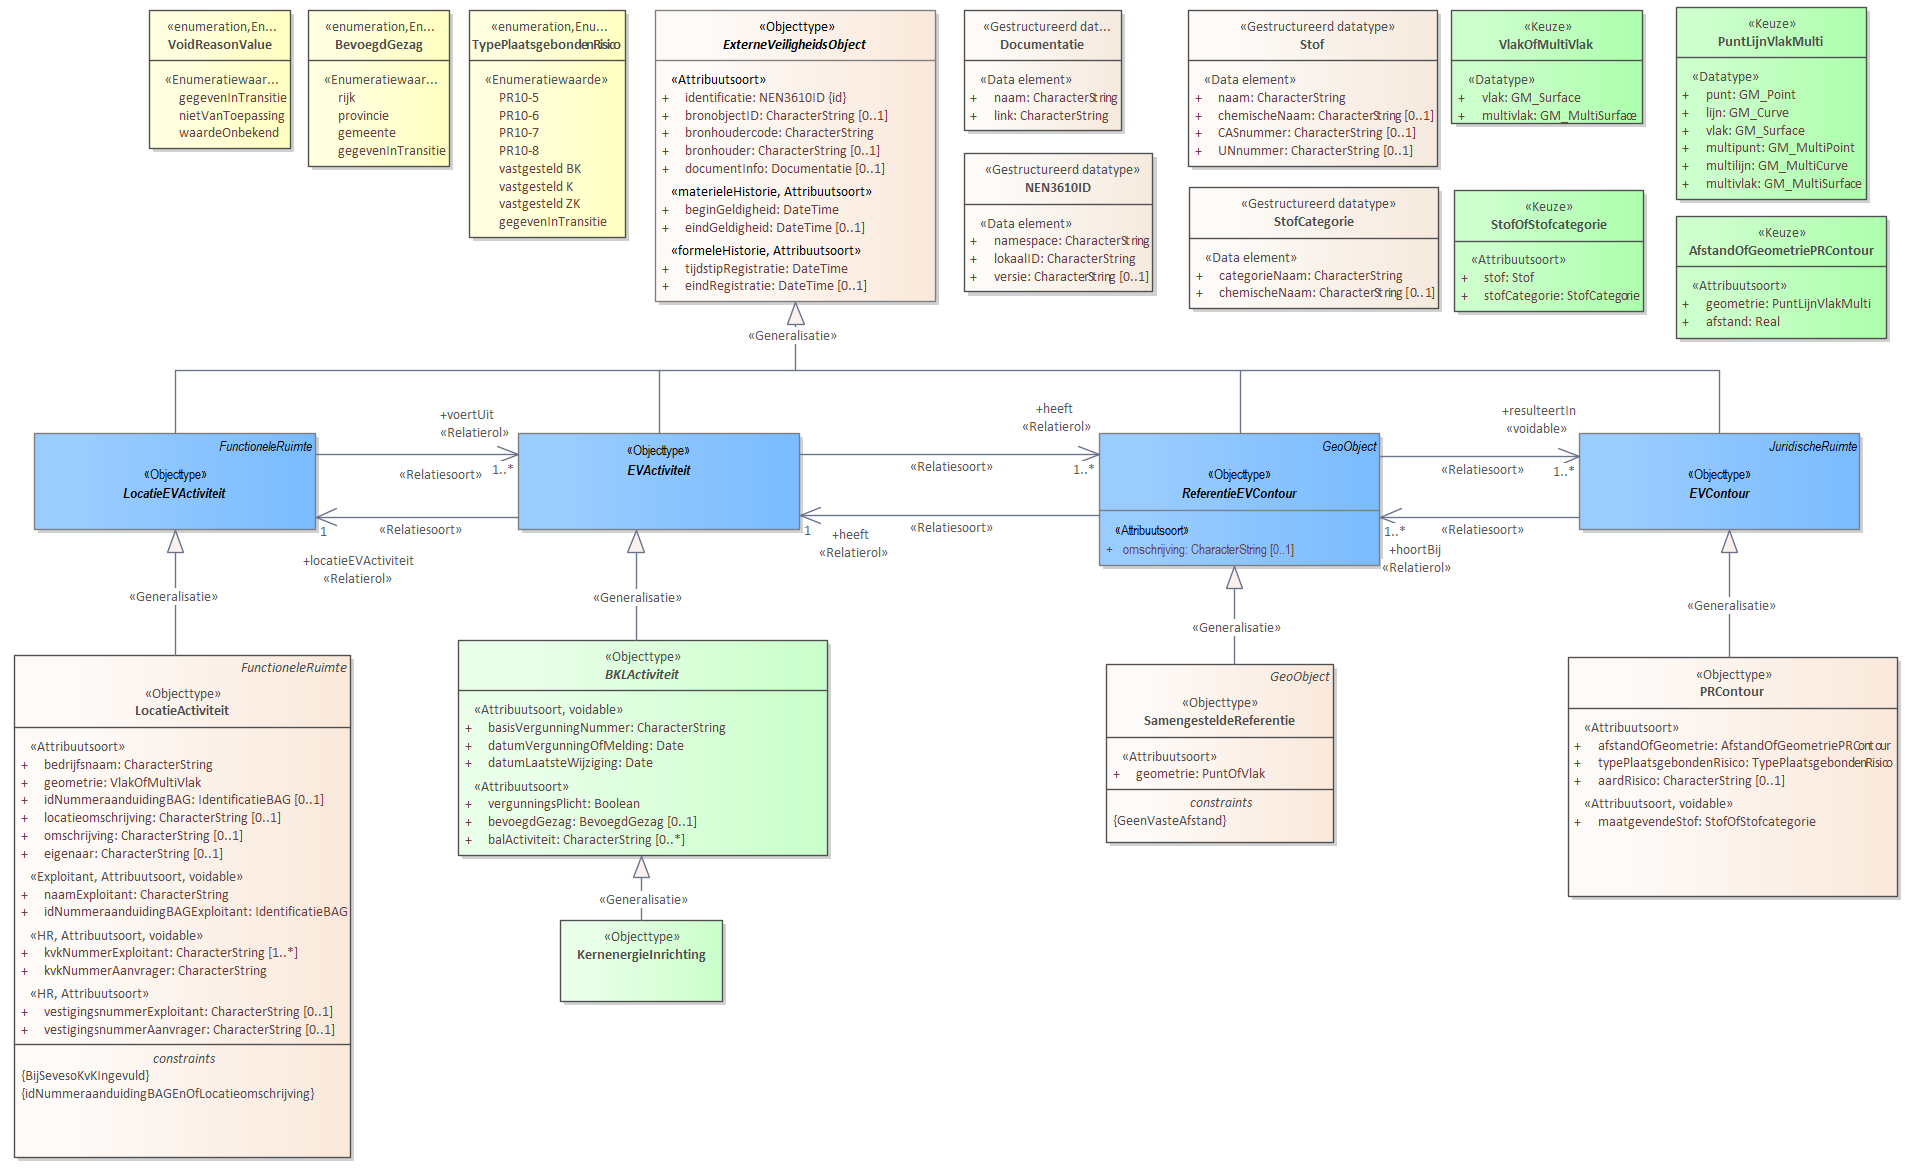 «enumeration,En...
VoidReasonValue
«Enumeratiewaar...
gegevenInTransitie
nietVanToepassing
waardeOnbekend
«enumeration,En...
BevoegdGezag
«Enumeratiewaar...
rijk
provincie
gemeente
gegevenInTransitie
«enumeration,Enu...
TypePlaatsgebondenRisico
«Enumeratiewaarde»
PR10-5
PR10-6
PR10-7
PR10-8
vastgesteld BK
vastgesteld K
vastgesteld ZK
gegevenInTransitie
«Objecttype»
ExterneVeiligheidsObject
«Attribuutsoort»
+ identificatie: NEN3610ID {id}
+ bronobjectID: CharacterString [0..1]
+ bronhoudercode: CharacterString
+ bronhouder: CharacterString [0..1]
+ documentInfo: Documentatie [0..1]
«materieleHistorie, Attribuutsoort»
+ beginGeldigheid: DateTime
+ eindGeldigheid: DateTime [0..1]
«formeleHistorie, Attribuutsoort»
+ tijdstipRegistratie: DateTime
+ eindRegistratie: DateTime [0..1]
«Gestructureerd dat...
Documentatie
«Data element»
+ naam: CharacterString
+ link: CharacterString
«Gestructureerd datatype»
NEN3610ID
«Data element»
+ namespace: CharacterString
+ lokaalID: CharacterString
+ versie: CharacterString [0..1]
«Gestructureerd datatype»
Stof
«Data element»
+ naam: CharacterString
+ chemischeNaam: CharacterString [0..1]
+ CASnummer: CharacterString [0..1]
+ UNnummer: CharacterString [0..1]
«Gestructureerd datatype»
StofCategorie
«Data element»
+ categorieNaam: CharacterString
+ chemischeNaam: CharacterString [0..1]
«Keuze»
VlakOfMultiVlak
«Datatype»
+ vlak: GM_Surface
+ multivlak: GM_MultiSurface
«Keuze»
StofOfStofcategorie
«Attribuutsoort»
+ stof: Stof
+ stofCategorie: StofCategorie
«Keuze»
PuntLijnVlakMulti
«Datatype»
+ punt: GM_Point
+ lijn: GM_Curve
+ vlak: GM_Surface
+ multipunt: GM_MultiPoint
+ multilijn: GM_MultiCurve
+ multivlak: GM_MultiSurface
«Keuze»
AfstandOfGeometriePRContour
«Attribuutsoort»
+ geometrie: PuntLijnVlakMulti
+ afstand: Real
«Generalisatie»
FunctioneleRuimte
«Objecttype»
LocatieEVActiviteit
+voertUit
«Relatierol»
«Relatiesoort»
1..*
«Relatiesoort»
1
+locatieEVActiviteit
«Relatierol»
«Objecttype»
EVActiviteit
+heeft
«Relatierol»
«Relatiesoort»
1..*
«Relatiesoort»
1
+heeft
«Relatierol»
GeoObject
«Objecttype»
ReferentieEVContour
«Attribuutsoort»
+ omschrijving: CharacterString [0..1]
+resulteertIn
«voidable»
«Relatiesoort»
1..*
«Relatiesoort»
1..*
+hoortBij
«Relatierol»
JuridischeRuimte
«Objecttype»
EVContour
«Generalisatie»
«Generalisatie»
«Generalisatie»
«Generalisatie»
FunctioneleRuimte
«Objecttype»
LocatieActiviteit
«Attribuutsoort»
+ bedrijfsnaam: CharacterString
+ geometrie: VlakOfMultiVlak
+ idNummeraanduidingBAG: IdentificatieBAG [0..1]
+ locatieomschrijving: CharacterString [0..1]
+ omschrijving: CharacterString [0..1]
+ eigenaar: CharacterString [0..1]
«Exploitant, Attribuutsoort, voidable»
+ naamExploitant: CharacterString
+ idNummeraanduidingBAGExploitant: IdentificatieBAG
«HR, Attribuutsoort, voidable»
+ kvkNummerExploitant: CharacterString [1..*]
+ kvkNummerAanvrager: CharacterString
«HR, Attribuutsoort»
+ vestigingsnummerExploitant: CharacterString [0..1]
+ vestigingsnummerAanvrager: CharacterString [0..1]
constraints
{BijSevesoKvKIngevuld}
{idNummeraanduidingBAGEnOfLocatieomschrijving}
«Objecttype»
BKLActiviteit
«Attribuutsoort, voidable»
+ basisVergunningNummer: CharacterString
+ datumVergunningOfMelding: Date
+ datumLaatsteWijziging: Date
«Attribuutsoort»
+ vergunningsPlicht: Boolean
+ bevoegdGezag: BevoegdGezag [0..1]
+ balActiviteit: CharacterString [0..*]
«Generalisatie»
«Objecttype»
KernenergieInrichting
GeoObject
«Objecttype»
SamengesteldeReferentie
«Attribuutsoort»
+ geometrie: PuntOfVlak
constraints
{GeenVasteAfstand}
«Objecttype»
PRContour
«Attribuutsoort»
+ afstandOfGeometrie: AfstandOfGeometriePRContour
+ typePlaatsgebondenRisico: TypePlaatsgebondenRisico
+ aardRisico: CharacterString [0..1]
«Attribuutsoort, voidable»
+ maatgevendeStof: StofOfStofcategorie